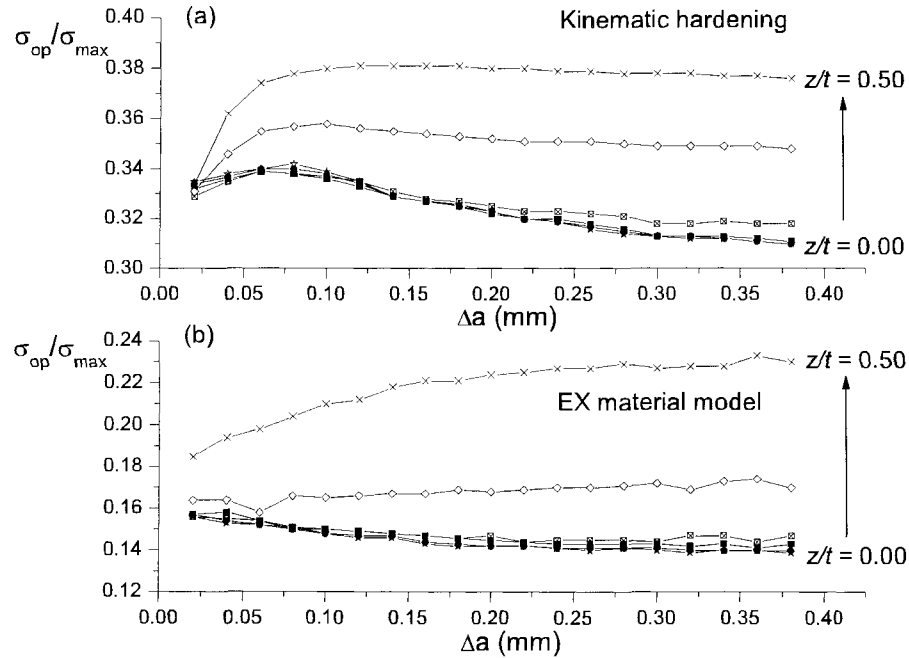 (a)
Kinematic hardening
σop/σmax
0.40
0.38
0.36
0.34
0.32
0.30
z/t = 0.50
z/t = 0.00
0.00 0.05 0.10 0.15 0.20 0.25 0.30 0.35 0.40
Δa (mm)
(b)
σop/σmax
0.24
0.22
0.20
0.18
0.16
0.14
0.12
z/t = 0.50
EX material model
z/t = 0.00
0.00 0.05 0.10 0.15 0.20 0.25 0.30 0.35 0.40
Δa (mm)